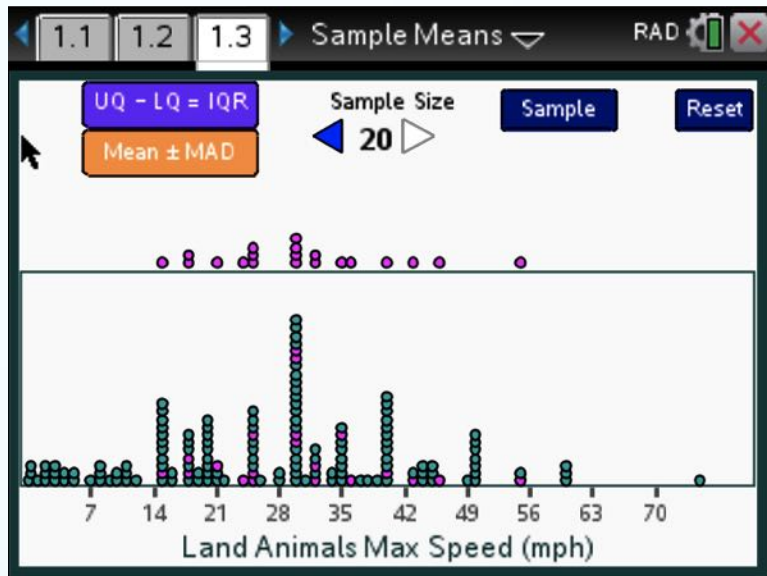 1.1 1.2 1.3 Sample Means RAD
UQ - LQ = IQR
Mean ± MAD
Sample Size
20
Sample
Reset
7 14 21 28 35 42 49 56 63 70
Land Animals Max Speed (mph)